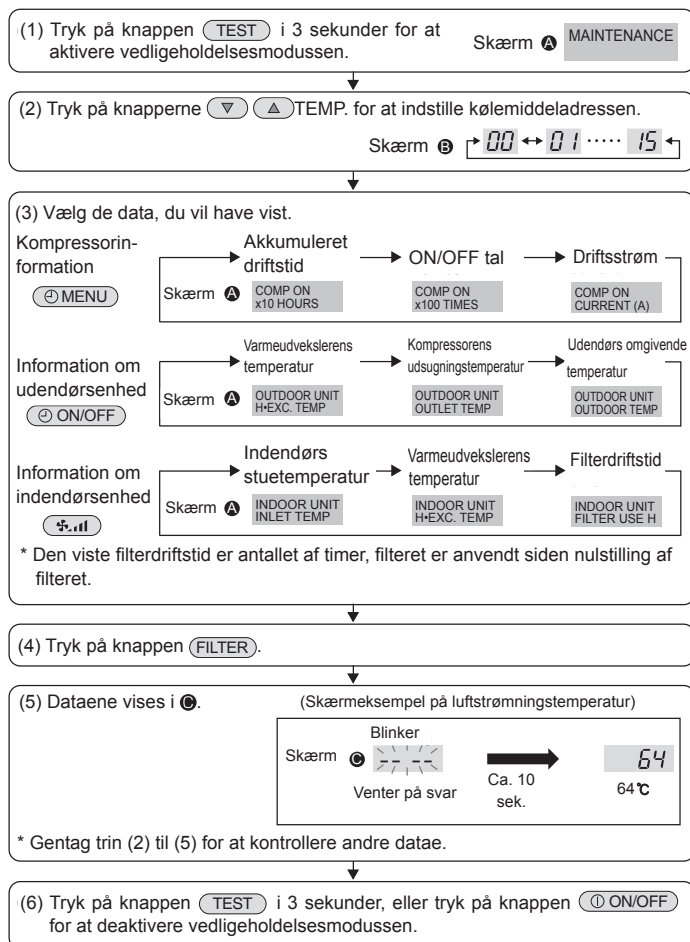 (1) Tryk på knappen TEST i 3 sekunder for at
aktivere vedligeholdelsesmodussen.
Skærm A MAINTENANCE
(2) Tryk på knapperne ▽ △ TEMP. for at indstille kølemiddeladressen.
Skærm B 00 ↔ 01 ····· 15
(3) Vælg de data, du vil have vist.
Kompressorin-
formation
MENU
Akkumuleret
driftstid
ON/OFF tal
Driftsstrøm
Skærm A
COMP ON
x10 HOURS
COMP ON
x100 TIMES
COMP ON
CURRENT (A)
Information om
udendørsenhed
ON/OFF
Varmeudvekslerens
temperatur
Kompressorens
udsugningstemperatur
Udendørs omgivende
temperatur
Skærm A
OUTDOOR UNIT
H•EXC. TEMP
OUTDOOR UNIT
OUTLET TEMP
OUTDOOR UNIT
OUTDOOR TEMP
Information om
indendørsenhed
Indendørs
stuetemperatur
Varmeudvekslerens
temperatur
Filterdriftstid
Skærm A
INDOOR UNIT
INLET TEMP
INDOOR UNIT
H•EXC. TEMP
INDOOR UNIT
FILTER USE H
* Den viste filterdriftstid er antallet af timer, filteret er anvendt siden nulstilling af
filteret.
(4) Tryk på knappen FILTER.
(5) Dataene vises i C.
(Skærmeksempel på luftstrømningstemperatur)
Blinker
Skærm C -- --
Venter på svar
Ca. 10
sek.
64
64℃
* Gentag trin (2) til (5) for at kontrollere andre datae.
(6) Tryk på knappen TEST i 3 sekunder, eller tryk på knappen ON/OFF
for at deaktivere vedligeholdelsesmodussen.